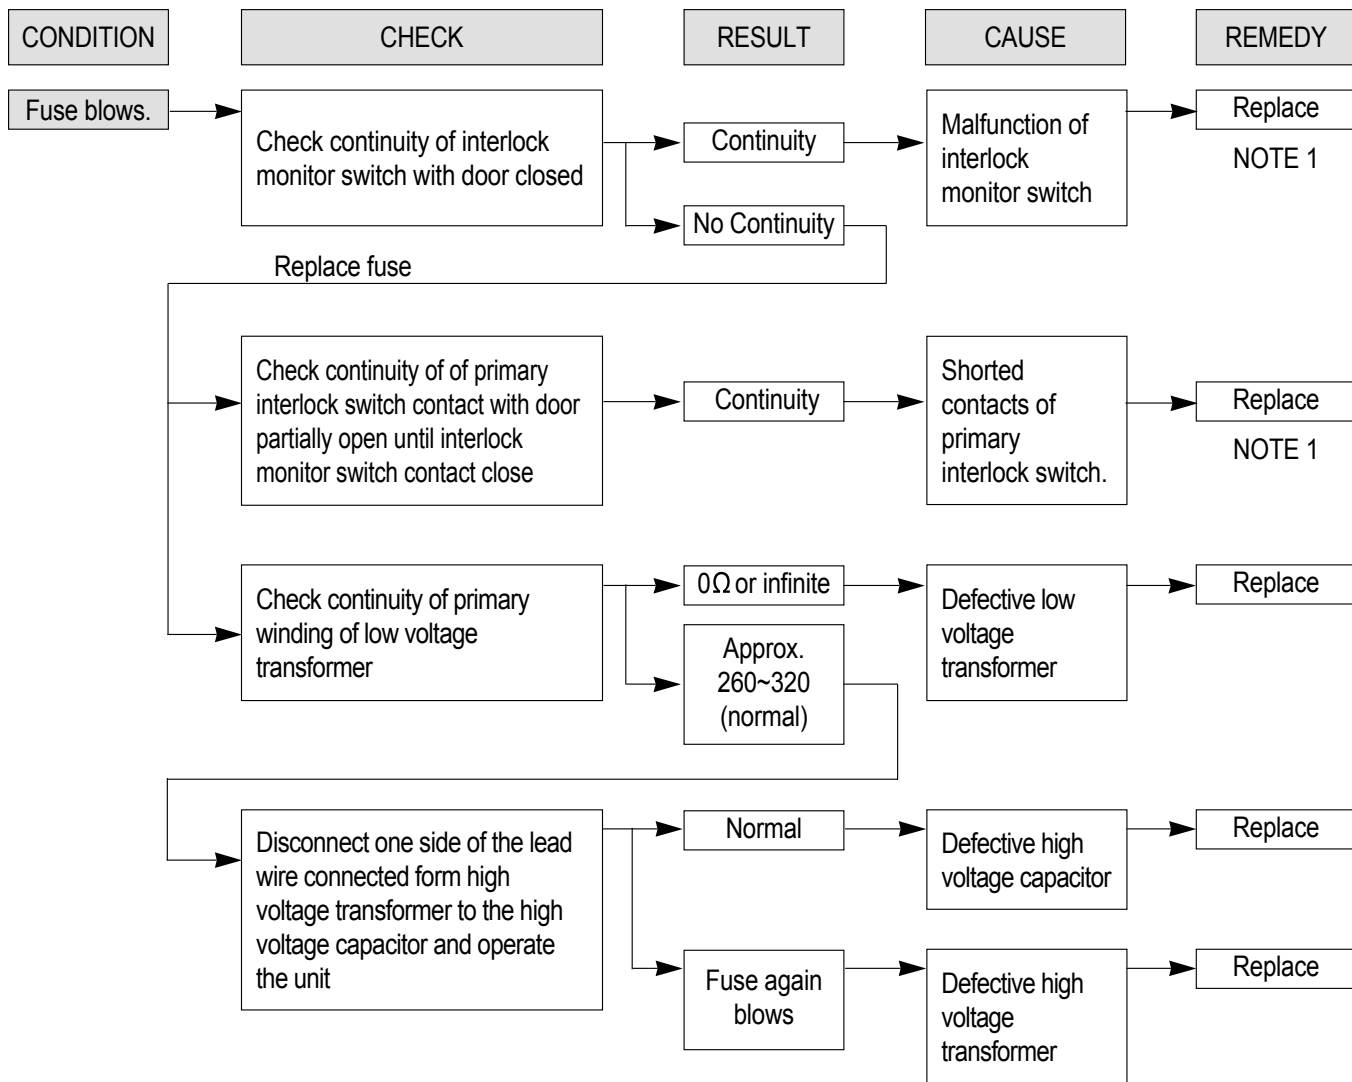 CONDITION
CHECK
RESULT
CAUSE
REMEDY
Fuse blows.
Check continuity of interlock
monitor switch with door closed
Continuity
Malfunction of
interlock
monitor switch
Replace
NOTE 1
No Continuity
Replace fuse
Check continuity of of primary
interlock switch contact with door
partially open until interlock
monitor switch contact close
Continuity
Shorted
contacts of
primary
interlock switch.
Replace
NOTE 1
Check continuity of primary
winding of low voltage
transformer
0Ω or infinite
Defective low
voltage
transformer
Replace
Approx.
260~320
(normal)
Disconnect one side of the lead
wire connected form high
voltage transformer to the high
voltage capacitor and operate
the unit
Normal
Defective high
voltage capacitor
Replace
Fuse again
blows
Defective high
voltage
transformer
Replace